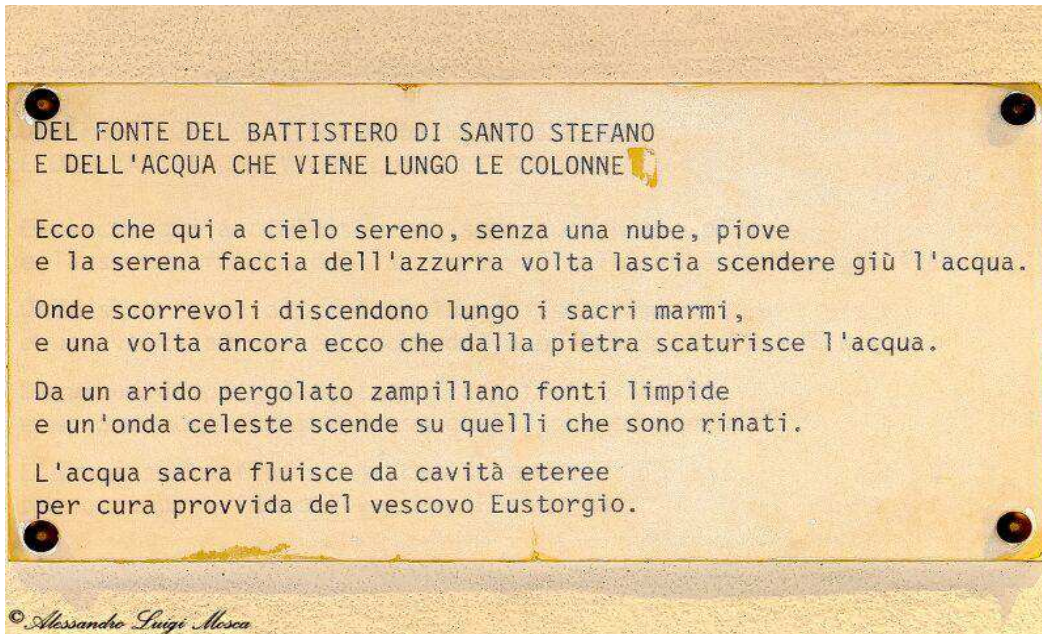 DEL FONTE DEL BATTISTERO DI SANTO STEFANO
E DELL'ACQUA CHE VIENE LUNGO LE COLONNE
Ecco che qui a cielo sereno, senza una nube, piove
e la serena faccia dell'azzurra volta lascia scendere giù l'acqua.
Onde scorrevoli discendono lungo i sacri marmi,
e una volta ancora ecco che dalla pietra scaturisce l'acqua.
Da un arido pergolato zampillano fonti limpide
e un'onda celeste scende su quelli che sono rinati.
L'acqua sacra fluisce da cavità eteree
per cura provvida del vescovo Eustorgio.
© Alessandro Luigi Mosca